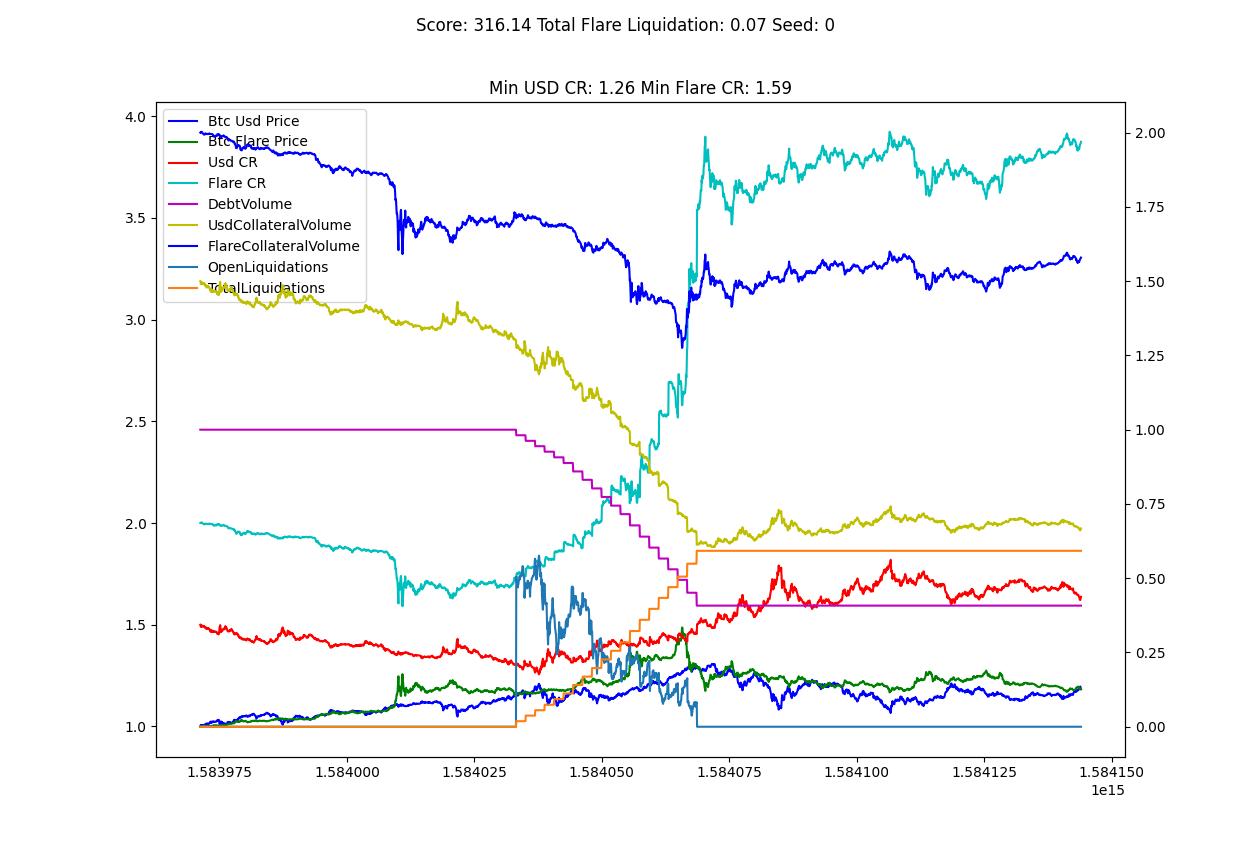 Score: 316.14 Total Flare Liquidation: 0.07 Seed: 0
Min USD CR: 1.26 Min Flare CR: 1.59
Btc Usd Price
Btc Flare Price
Usd CR
Flare CR
DebtVolume
UsdCollateralVolume
FlareCollateralVolume
OpenLiquidations
TotalLiquidations
4.0
3.5
3.0
2.5
2.0
1.5
1.0
2.00
1.75
1.50
1.25
1.00
0.75
0.50
0.25
0.00
1.583975 1.584000 1.584025 1.584050 1.584075 1.584100 1.584125 1.584150
1e15